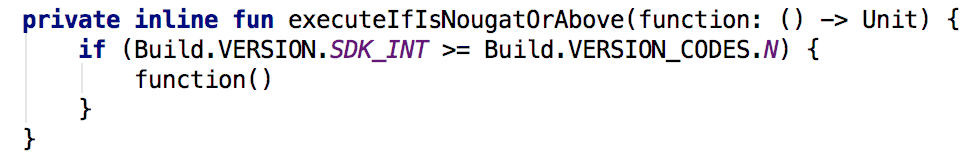 private inline fun executeIfIsNougatOrAbove(function: () -> Unit) {
    if (Build.VERSION.SDK_INT >= Build.VERSION_CODES.N) {
        function()
    }
}